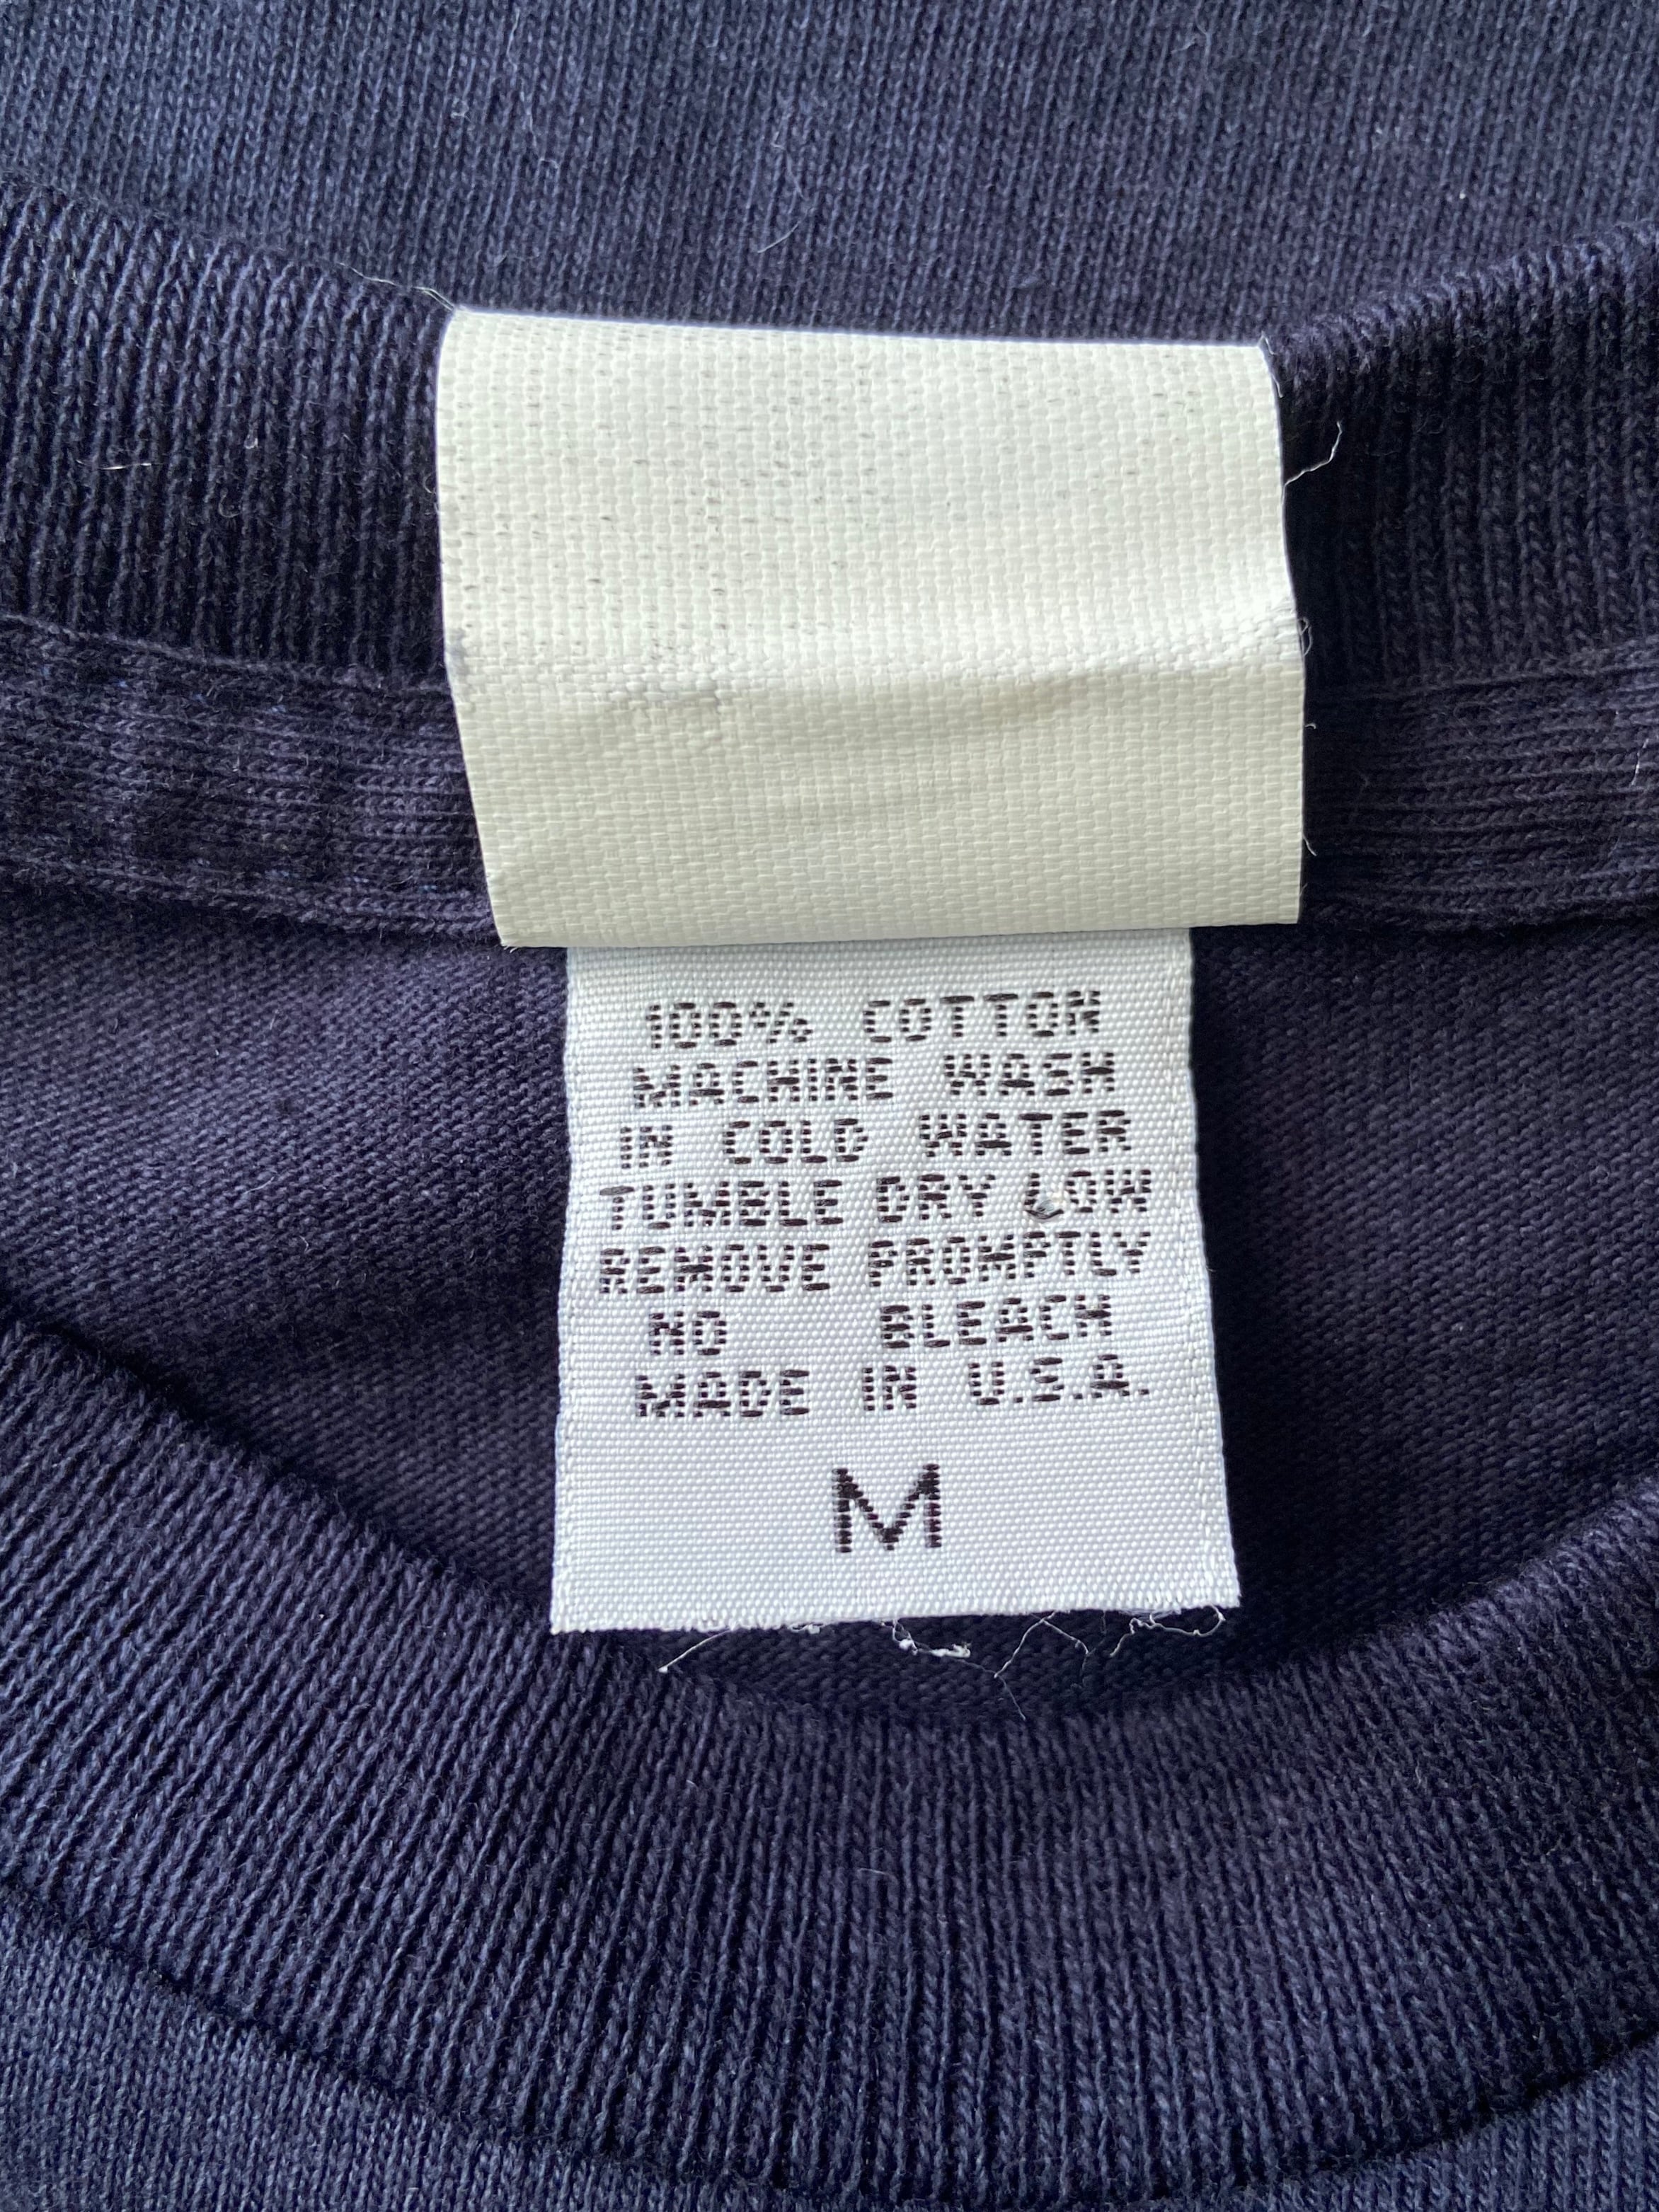 100% COTTON
MACHINE WASH
IN COLD WATER
TUMBLE DRY LOW
REMOVE PROMPTLY
NO BLEACH
MADE IN U.S.A.
M